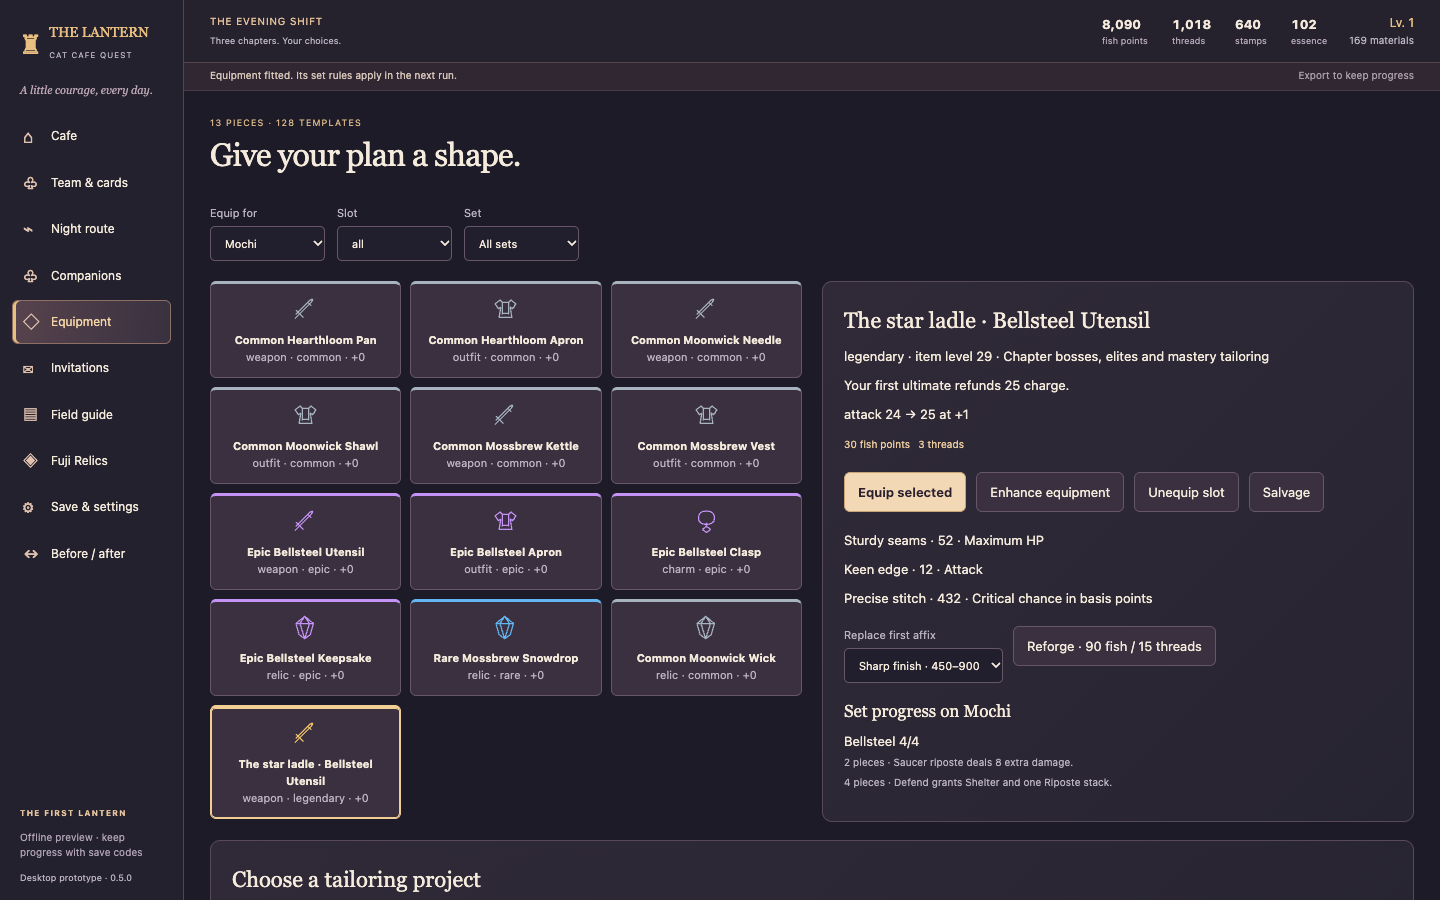 THE LANTERN
CAT CAFE QUEST
A little courage, every day.
Cafe
Team & cards
Night route
Companions
Equipment
Invitations
Field guide
Fuji Relics
Save & settings
Before / after
THE FIRST LANTERN
Offline preview · keep
progress with save codes
Desktop prototype · 0.5.0
THE EVENING SHIFT
Three chapters. Your choices.
8,090
fish points
1,018
threads
640
stamps
102
essence
Lv. 1
169 materials
Equipment fitted. Its set rules apply in the next run.
Export to keep progress
13 PIECES · 128 TEMPLATES
Give your plan a shape.
Equip for
Slot
Set
Mochi
all
All sets
Common Hearthloom Pan
weapon · common · +0
Common Hearthloom Apron
outfit · common · +0
Common Moonwick Needle
weapon · common · +0
Common Moonwick Shawl
outfit · common · +0
Common Mossbrew Kettle
weapon · common · +0
Common Mossbrew Vest
outfit · common · +0
Epic Bellsteel Utensil
weapon · epic · +0
Epic Bellsteel Apron
outfit · epic · +0
Epic Bellsteel Clasp
charm · epic · +0
Epic Bellsteel Keepsake
relic · epic · +0
Rare Mossbrew Snowdrop
relic · rare · +0
Common Moonwick Wick
relic · common · +0
The star ladle · Bellsteel
Utensil
weapon · legendary · +0
The star ladle · Bellsteel Utensil
legendary · item level 29 · Chapter bosses, elites and mastery tailoring
Your first ultimate refunds 25 charge.
attack 24 → 25 at +1
30 fish points 3 threads
Equip selected
Enhance equipment
Unequip slot
Salvage
Sturdy seams · 52 · Maximum HP
Keen edge · 12 · Attack
Precise stitch · 432 · Critical chance in basis points
Replace first affix
Sharp finish · 450–900
Reforge · 90 fish / 15 threads
Set progress on Mochi
Bellsteel 4/4
2 pieces · Saucer riposte deals 8 extra damage.
4 pieces · Defend grants Shelter and one Riposte stack.
Choose a tailoring project